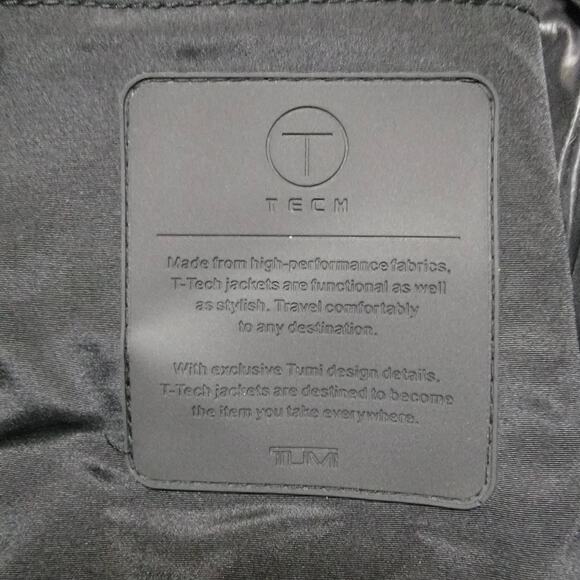 T
TECH
Made from high-performance fabrics,
T-Tech jackets are functional as well
as stylish. Travel comfortably
to any destination.
With exclusive Tumi design details,
T-Tech jackets are destined to become
the item you take everywhere.
TUMI